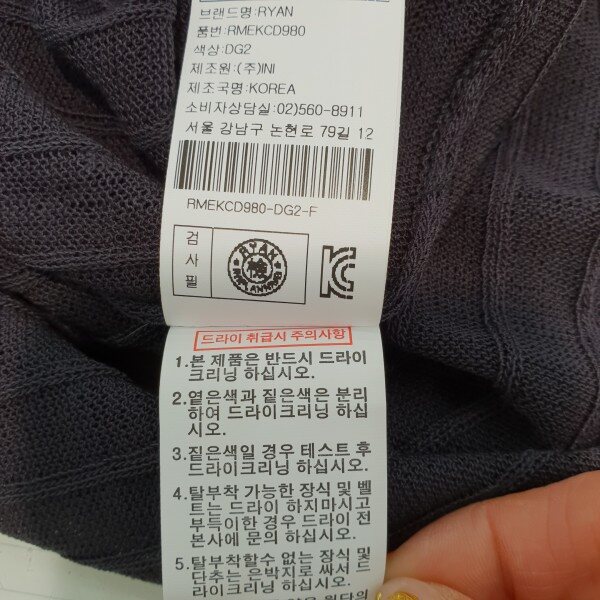 브랜드명:RYAN
품번:RMEKCD980
색상:DG2
제조원:(주)INI
제조국명:KOREA
소비자상담실:02)560-8911
서울 강남구 논현로 79길 12
RMEKCD980-DG2-F
검
사
필
RYAN
檢
드라이 취급시 주의사항
1.본 제품은 반드시 드라이
크리닝 하십시오.
2.옅은색과 짙은색은 분리
하여 드라이크리닝 하십
시오.
3.짙은색일 경우 테스트 후
드라이크리닝 하십시오.
4.탈부착 가능한 장식 및 벨
트는 드라이 하지마시고
부득이한 경우 드라이 전
본사에 문의 하십시오.
5.탈부착할수 없는 장식 및
단추는 은박지로 싸서 드